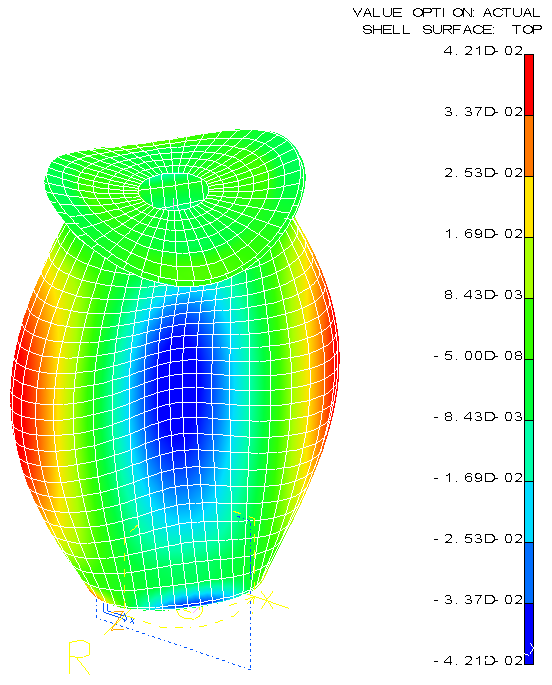 VALUE OPTION: ACTUAL
SHELL SURFACE: TOP
4.21D-02
3.37D-02
2.53D-02
1.69D-02
8.43D-03
-5.00D-08
-8.43D-03
-1.69D-02
-2.53D-02
-3.37D-02
-4.21D-02
X
x
R